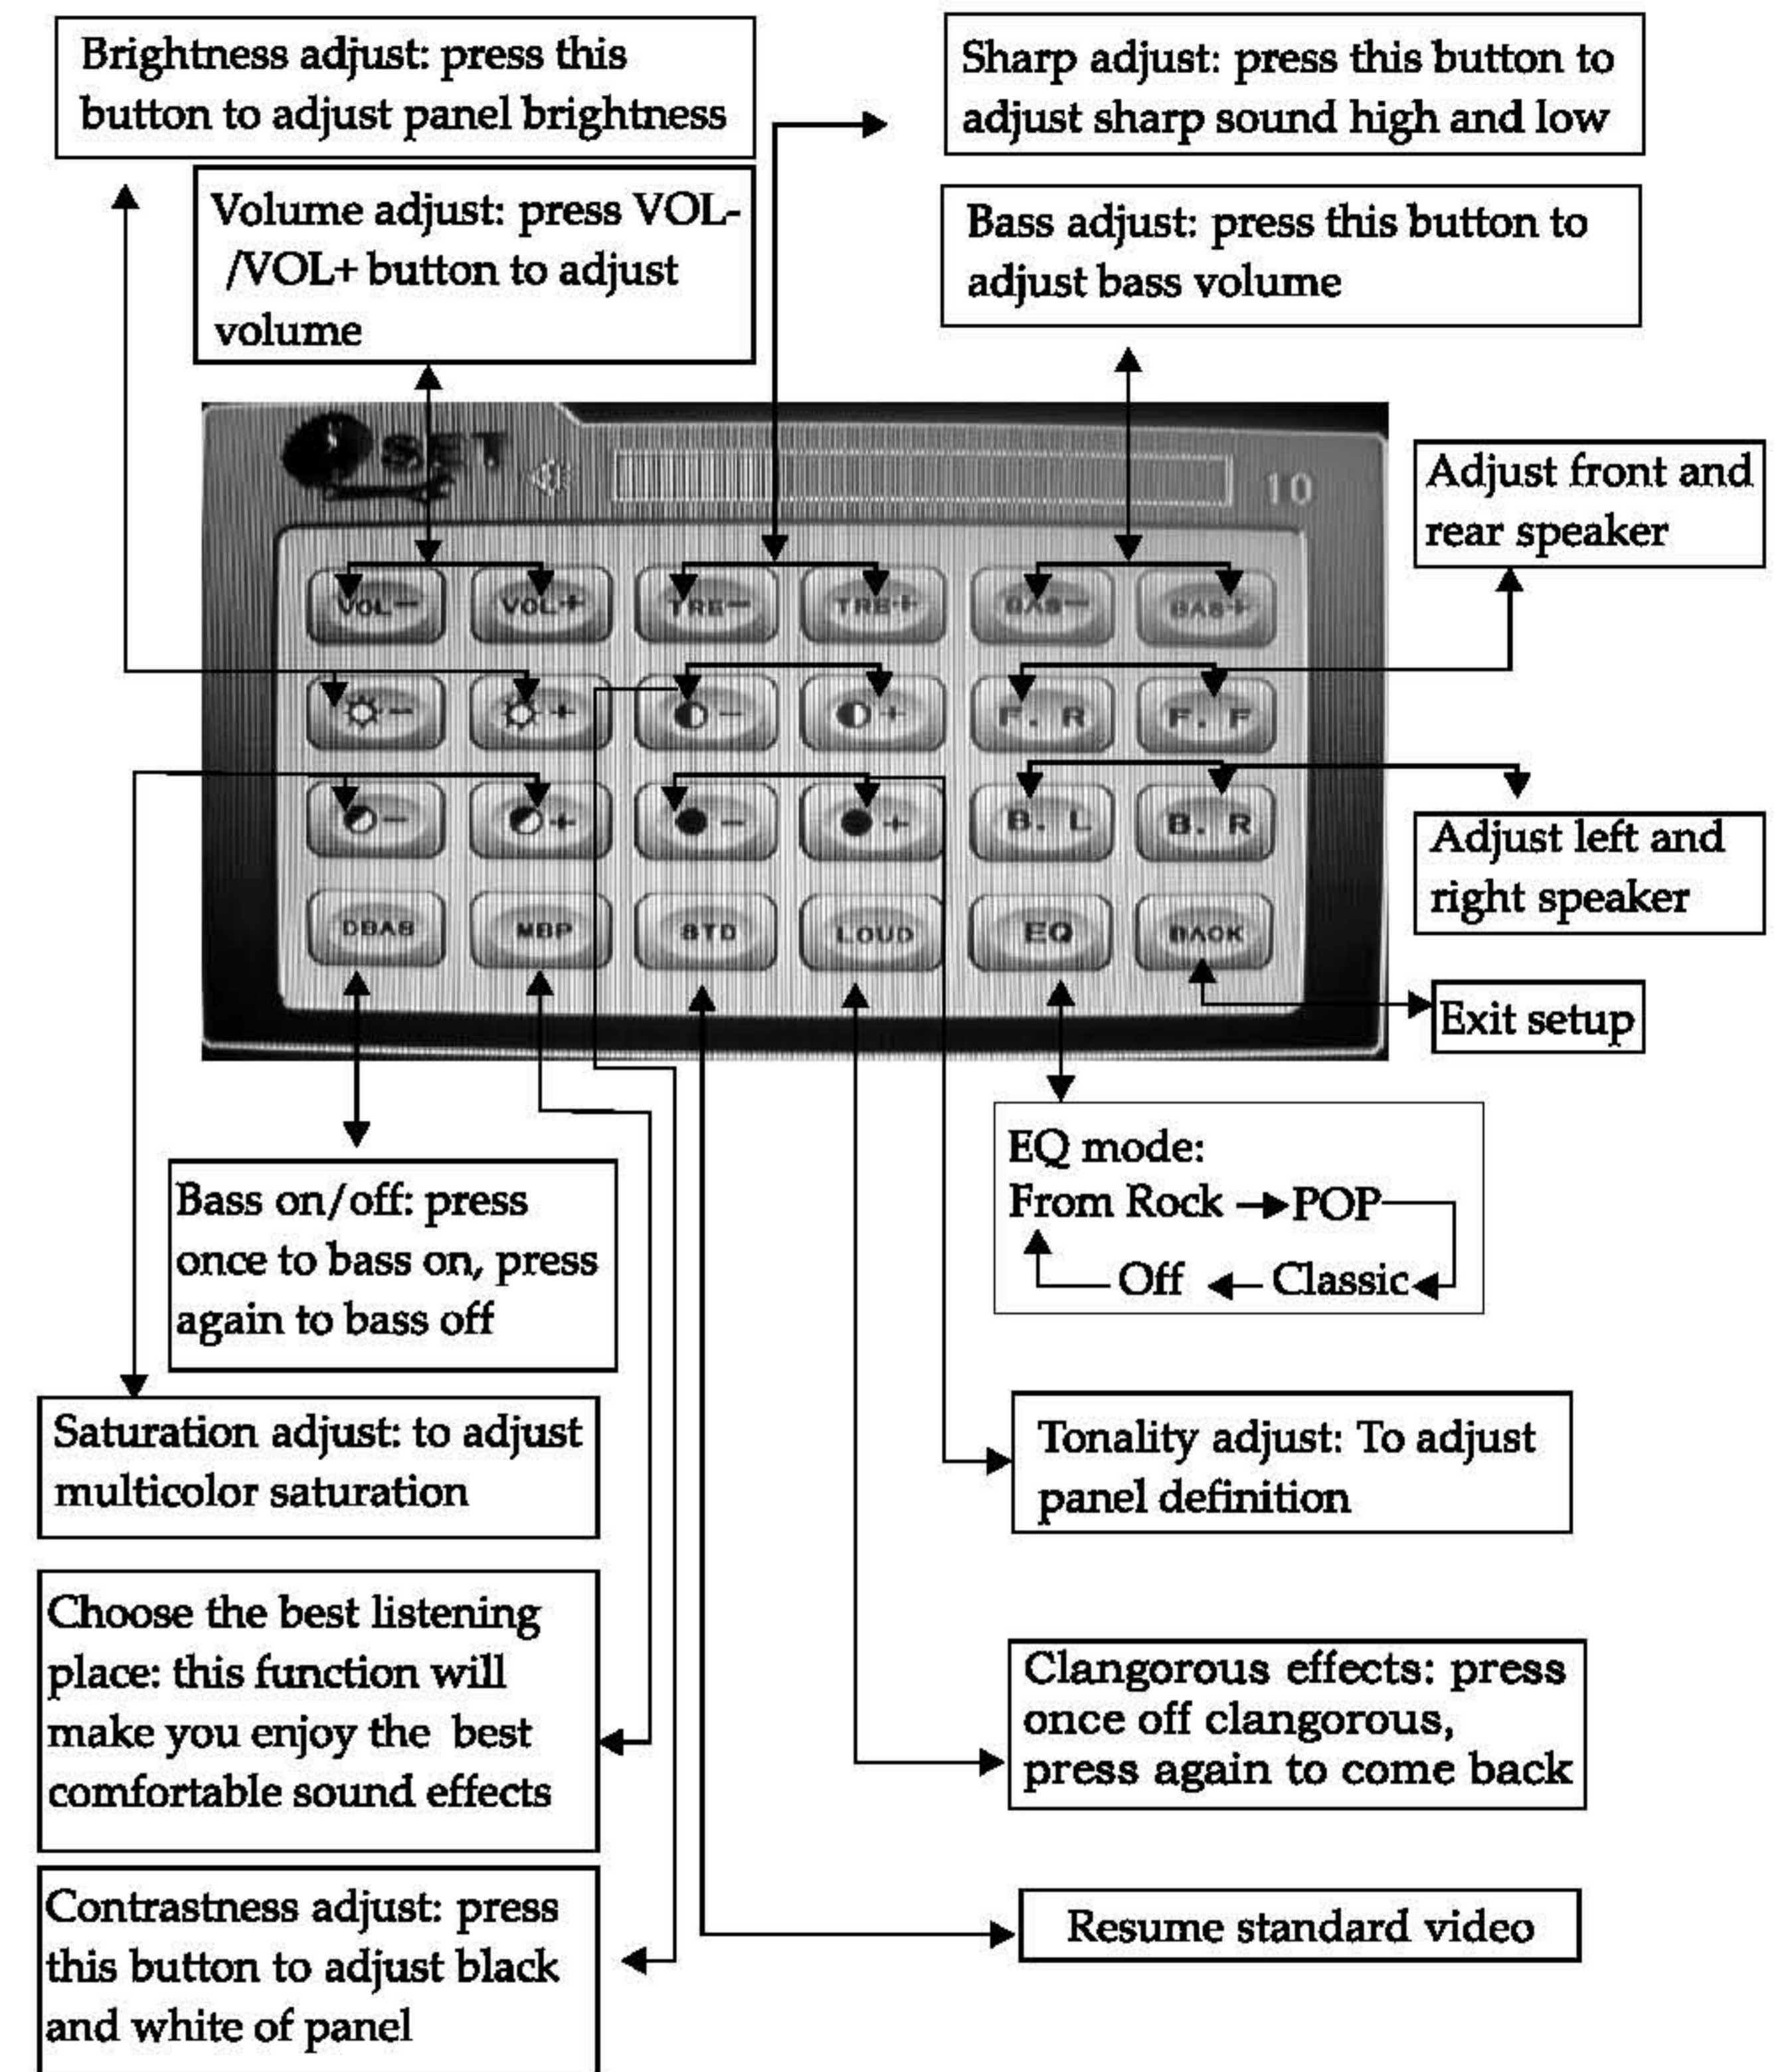 Brightness adjust: press this
button to adjust panel brightness
Sharp adjust: press this button to
adjust sharp sound high and low
Volume adjust: press VOL-
/VOL+ button to adjust
volume
Bass adjust: press this button to
adjust bass volume
SET
10
Adjust front and
rear speaker
VOL- VOL+ TRE- TRE+ BAS- BAS+
- + - + F. R F. F
- + - + B. L B. R
Adjust left and
right speaker
DBAS MBP STD LOUD EQ BACK
Exit setup
EQ mode:
From Rock POP
Off Classic
Bass on/off: press
once to bass on, press
again to bass off
Saturation adjust: to adjust
multicolor saturation
Tonality adjust: To adjust
panel definition
Choose the best listening
place: this function will
make you enjoy the best
comfortable sound effects
Clangorous effects: press
once off clangorous,
press again to come back
Contrastness adjust: press
this button to adjust black
and white of panel
Resume standard video